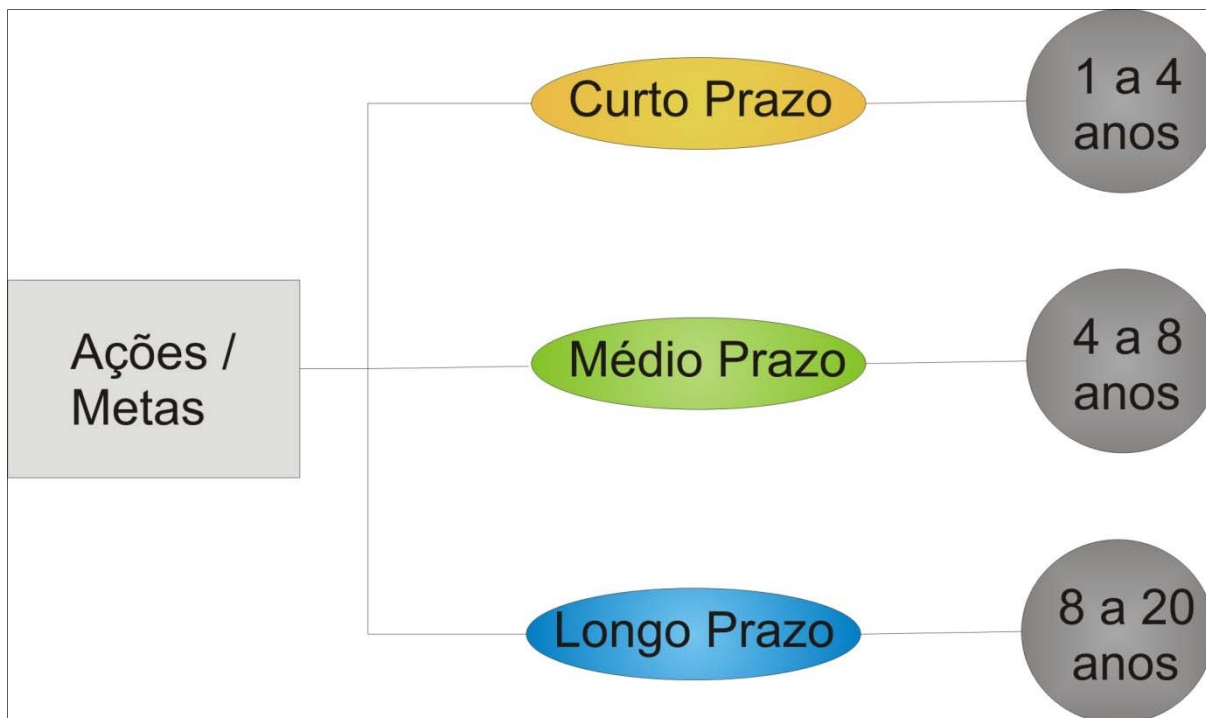 Ações /
Metas
Curto Prazo
1 a 4
anos
Médio Prazo
4 a 8
anos
Longo Prazo
8 a 20
anos